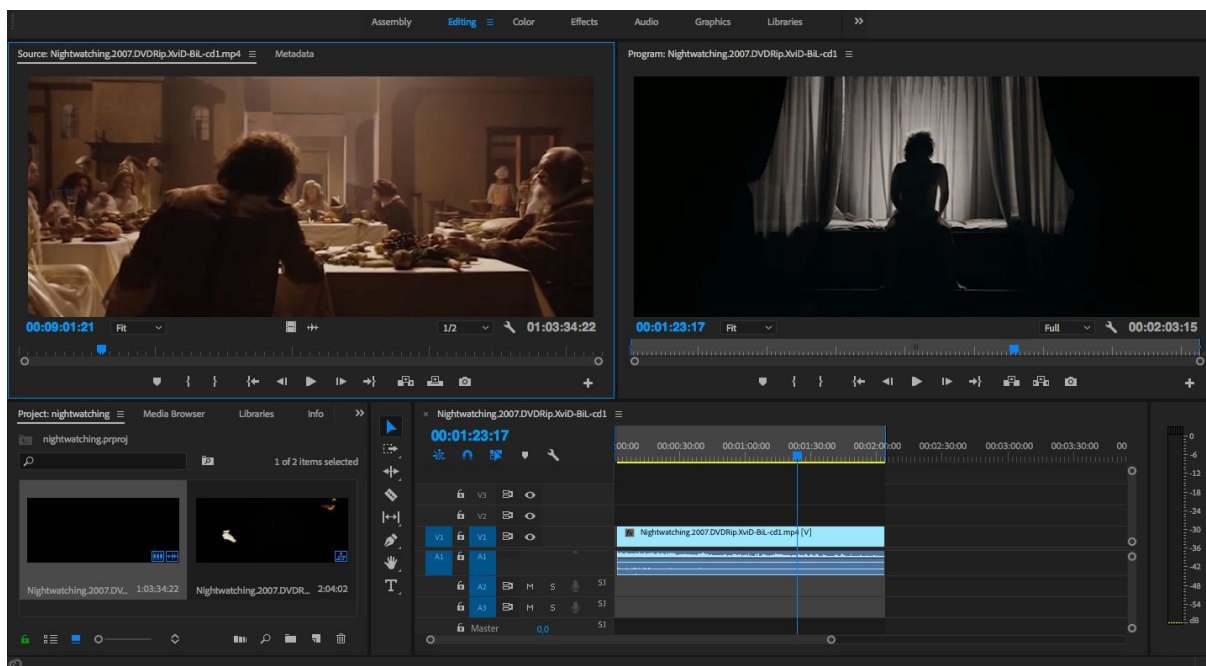 Assembly Editing Color Effects Audio Graphics Libraries
Source: Nightwatching.2007.DVDRip.XviD-BiL-cd1.mp4 Metadata
Program: Nightwatching.2007.DVDRip.XviD-BiL-cd1
00:09:01:21 Fit 1/2 01:03:34:22
00:01:23:17 Fit Full 00:02:03:15
Project: nightwatching Media Browser Libraries Info
nightwatching.prproj
1 of 2 items selected
Nightwatching.2007.DV... 1:03:34:22 Nightwatching.2007.DVDR... 2:04:02
Nightwatching.2007.DVDRip.XviD-BiL-cd1
00:01:23:17
:00:00 00:00:30:00 00:01:00:00 00:01:30:00 00:02:00:00 00:02:30:00 00:03:00:00 00:03:30:00 00
V3
V2
V1 V1 Nightwatching.2007.DVDRip.XviD-BiL-cd1.mp4 [V]
A1 A1
A2 M S
A3 M S
Master 0,0
T
0
-6
-12
-18
-24
-30
-36
-42
-48
-54
dB